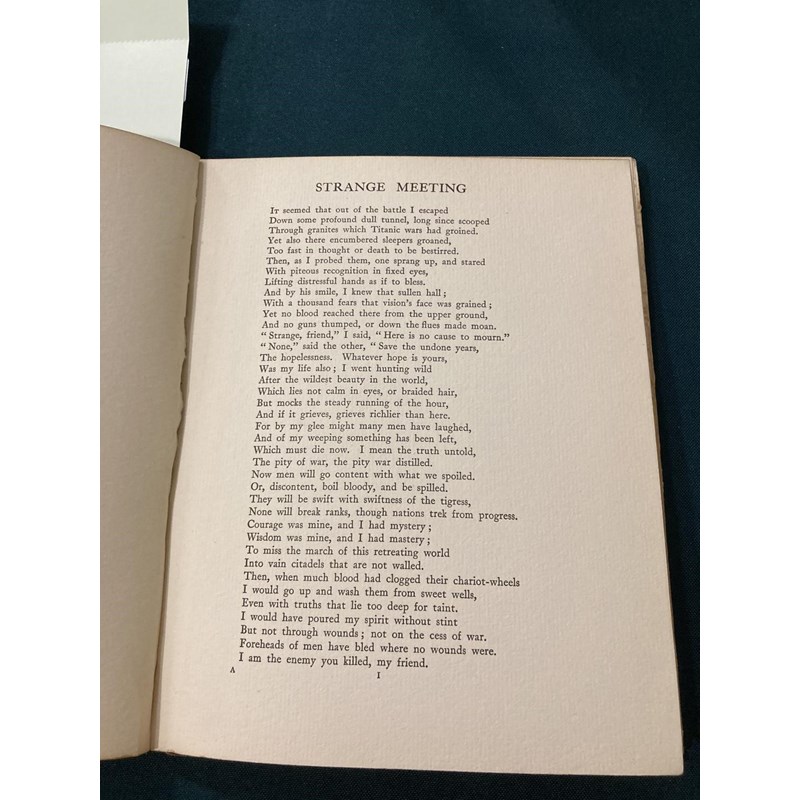 STRANGE MEETING
It seemed that out of the battle I escaped
Down some profound dull tunnel, long since scooped
Through granites which Titanic wars had groined.
Yet also there encumbered sleepers groaned,
Too fast in thought or death to be bestirred.
Then, as I probed them, one sprang up, and stared
With piteous recognition in fixed eyes,
Lifting distressful hands as if to bless.
And by his smile, I knew that sullen hall ;
With a thousand fears that vision's face was grained ;
Yet no blood reached there from the upper ground,
And no guns thumped, or down the flues made moan.
" Strange, friend," I said, " Here is no cause to mourn."
" None," said the other, " Save the undone years,
The hopelessness. Whatever hope is yours,
Was my life also ; I went hunting wild
After the wildest beauty in the world,
Which lies not calm in eyes, or braided hair,
But mocks the steady running of the hour,
And if it grieves, grieves richlier than here.
For by my glee might many men have laughed,
And of my weeping something has been left,
Which must die now. I mean the truth untold,
The pity of war, the pity war distilled.
Now men will go content with what we spoiled.
Or, discontent, boil bloody, and be spilled.
They will be swift with swiftness of the tigress,
None will break ranks, though nations trek from progress.
Courage was mine, and I had mystery ;
Wisdom was mine, and I had mastery ;
To miss the march of this retreating world
Into vain citadels that are not walled.
Then, when much blood had clogged their chariot-wheels
I would go up and wash them from sweet wells,
Even with truths that lie too deep for taint.
I would have poured my spirit without stint
But not through wounds ; not on the cess of war.
Foreheads of men have bled where no wounds were.
I am the enemy you killed, my friend.
A I